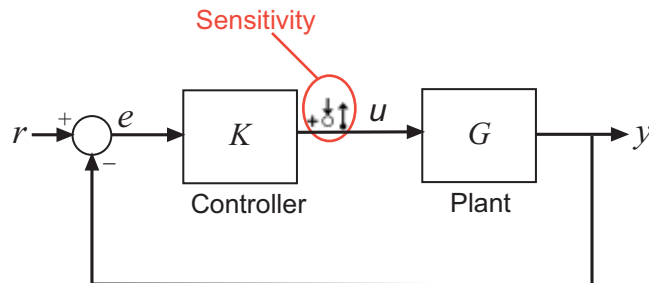 Sensitivity
r + − e K + u G y
Controller Plant